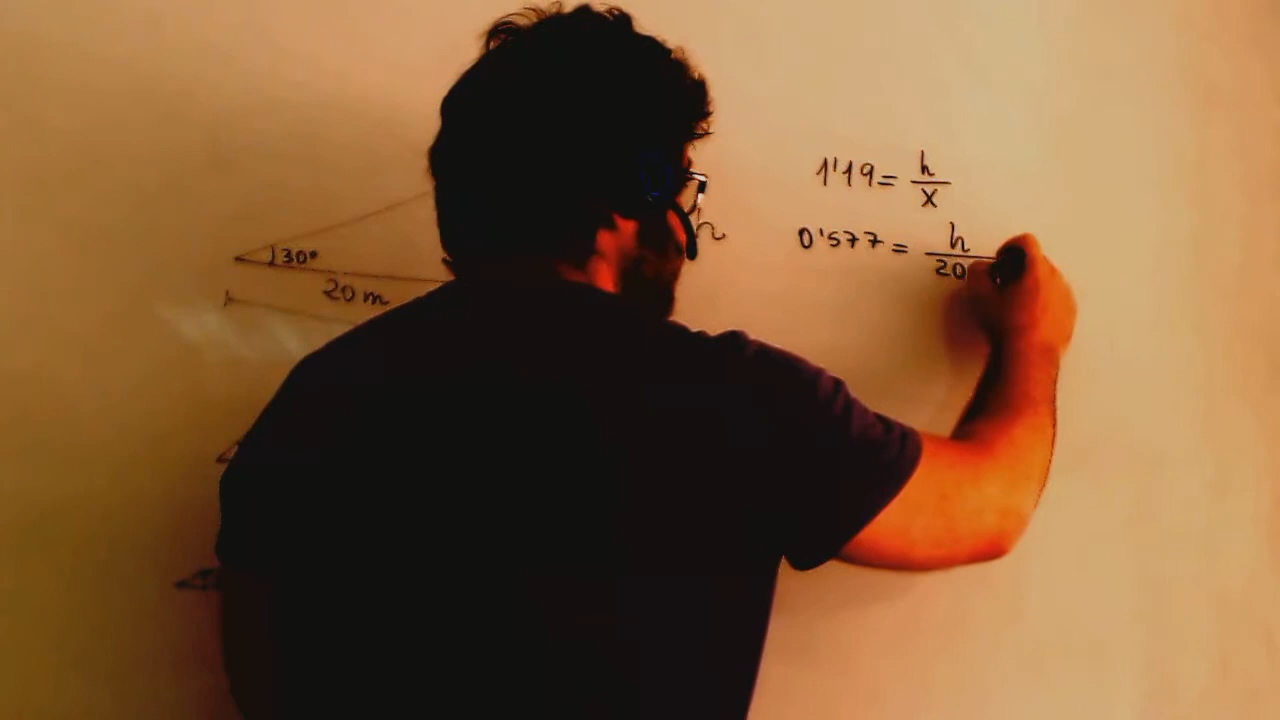 1'19 = h/x
0'577 = h/20
30°
20 m
h